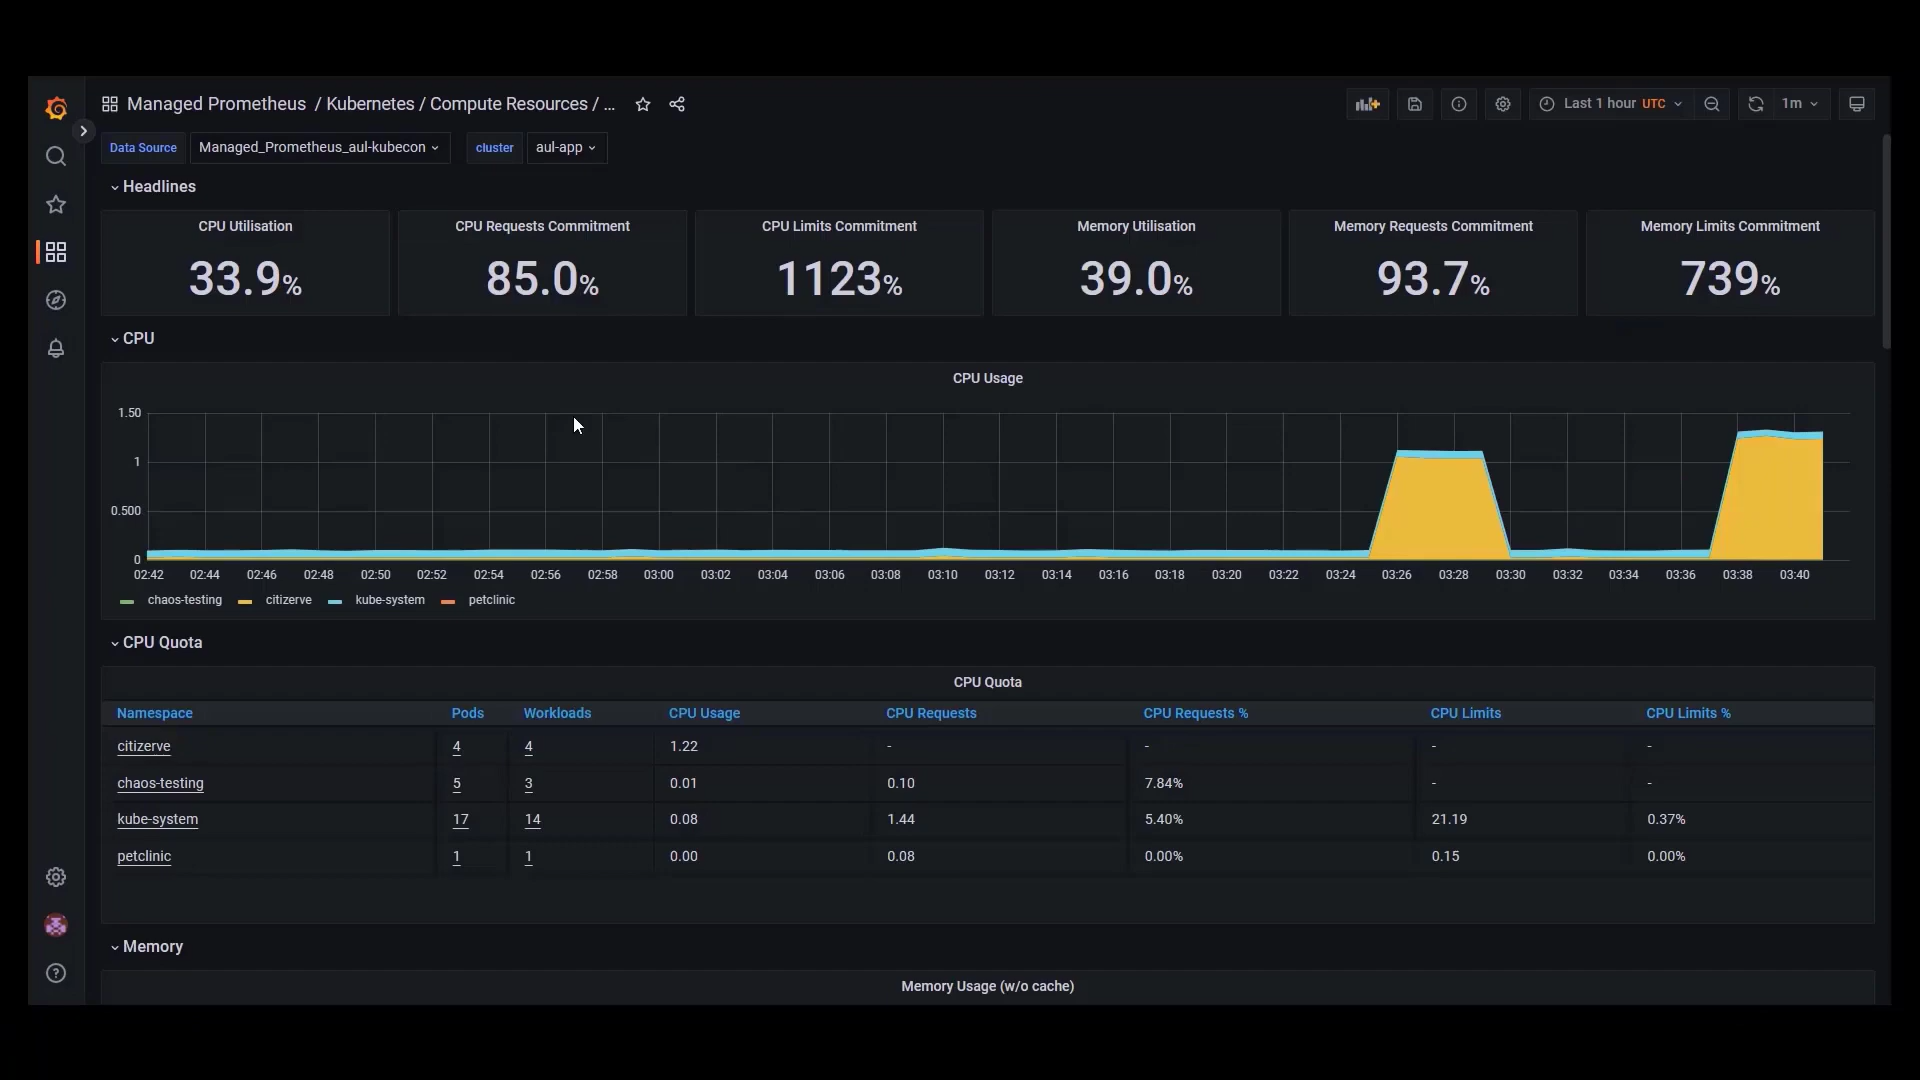 Managed Prometheus / Kubernetes / Compute Resources / ...
Last 1 hour UTC
1m
Data Source Managed_Prometheus_aul-kubecon cluster aul-app
Headlines
CPU Utilisation CPU Requests Commitment CPU Limits Commitment Memory Utilisation Memory Requests Commitment Memory Limits Commitment
33.9% 85.0% 1123% 39.0% 93.7% 739%
CPU
CPU Usage
1.50
1
0.500
0
02:42 02:44 02:46 02:48 02:50 02:52 02:54 02:56 02:58 03:00 03:02 03:04 03:06 03:08 03:10 03:12 03:14 03:16 03:18 03:20 03:22 03:24 03:26 03:28 03:30 03:32 03:34 03:36 03:38 03:40
chaos-testing citizerve kube-system petclinic
CPU Quota
CPU Quota
Namespace Pods Workloads CPU Usage CPU Requests CPU Requests % CPU Limits CPU Limits %
citizerve 4 4 1.22 - - - -
chaos-testing 5 3 0.01 0.10 7.84% - -
kube-system 17 14 0.08 1.44 5.40% 21.19 0.37%
petclinic 1 1 0.00 0.08 0.00% 0.15 0.00%
Memory
Memory Usage (w/o cache)